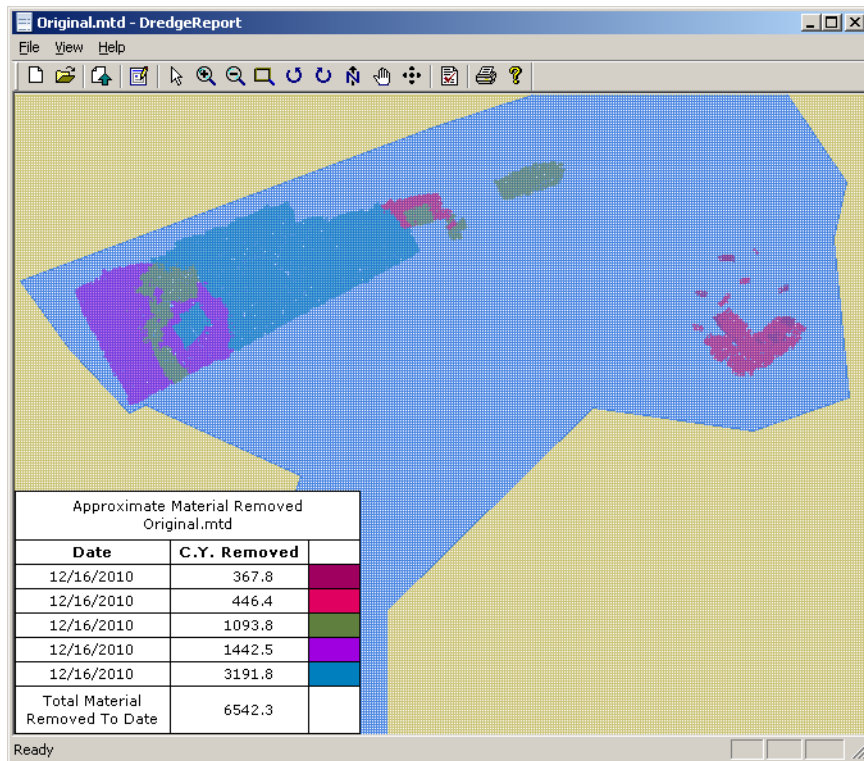 Original.mtd - DredgeReport
File View Help
Approximate Material Removed
Original.mtd
Date C.Y. Removed
12/16/2010 367.8
12/16/2010 446.4
12/16/2010 1093.8
12/16/2010 1442.5
12/16/2010 3191.8
Total Material
Removed To Date 6542.3
Ready